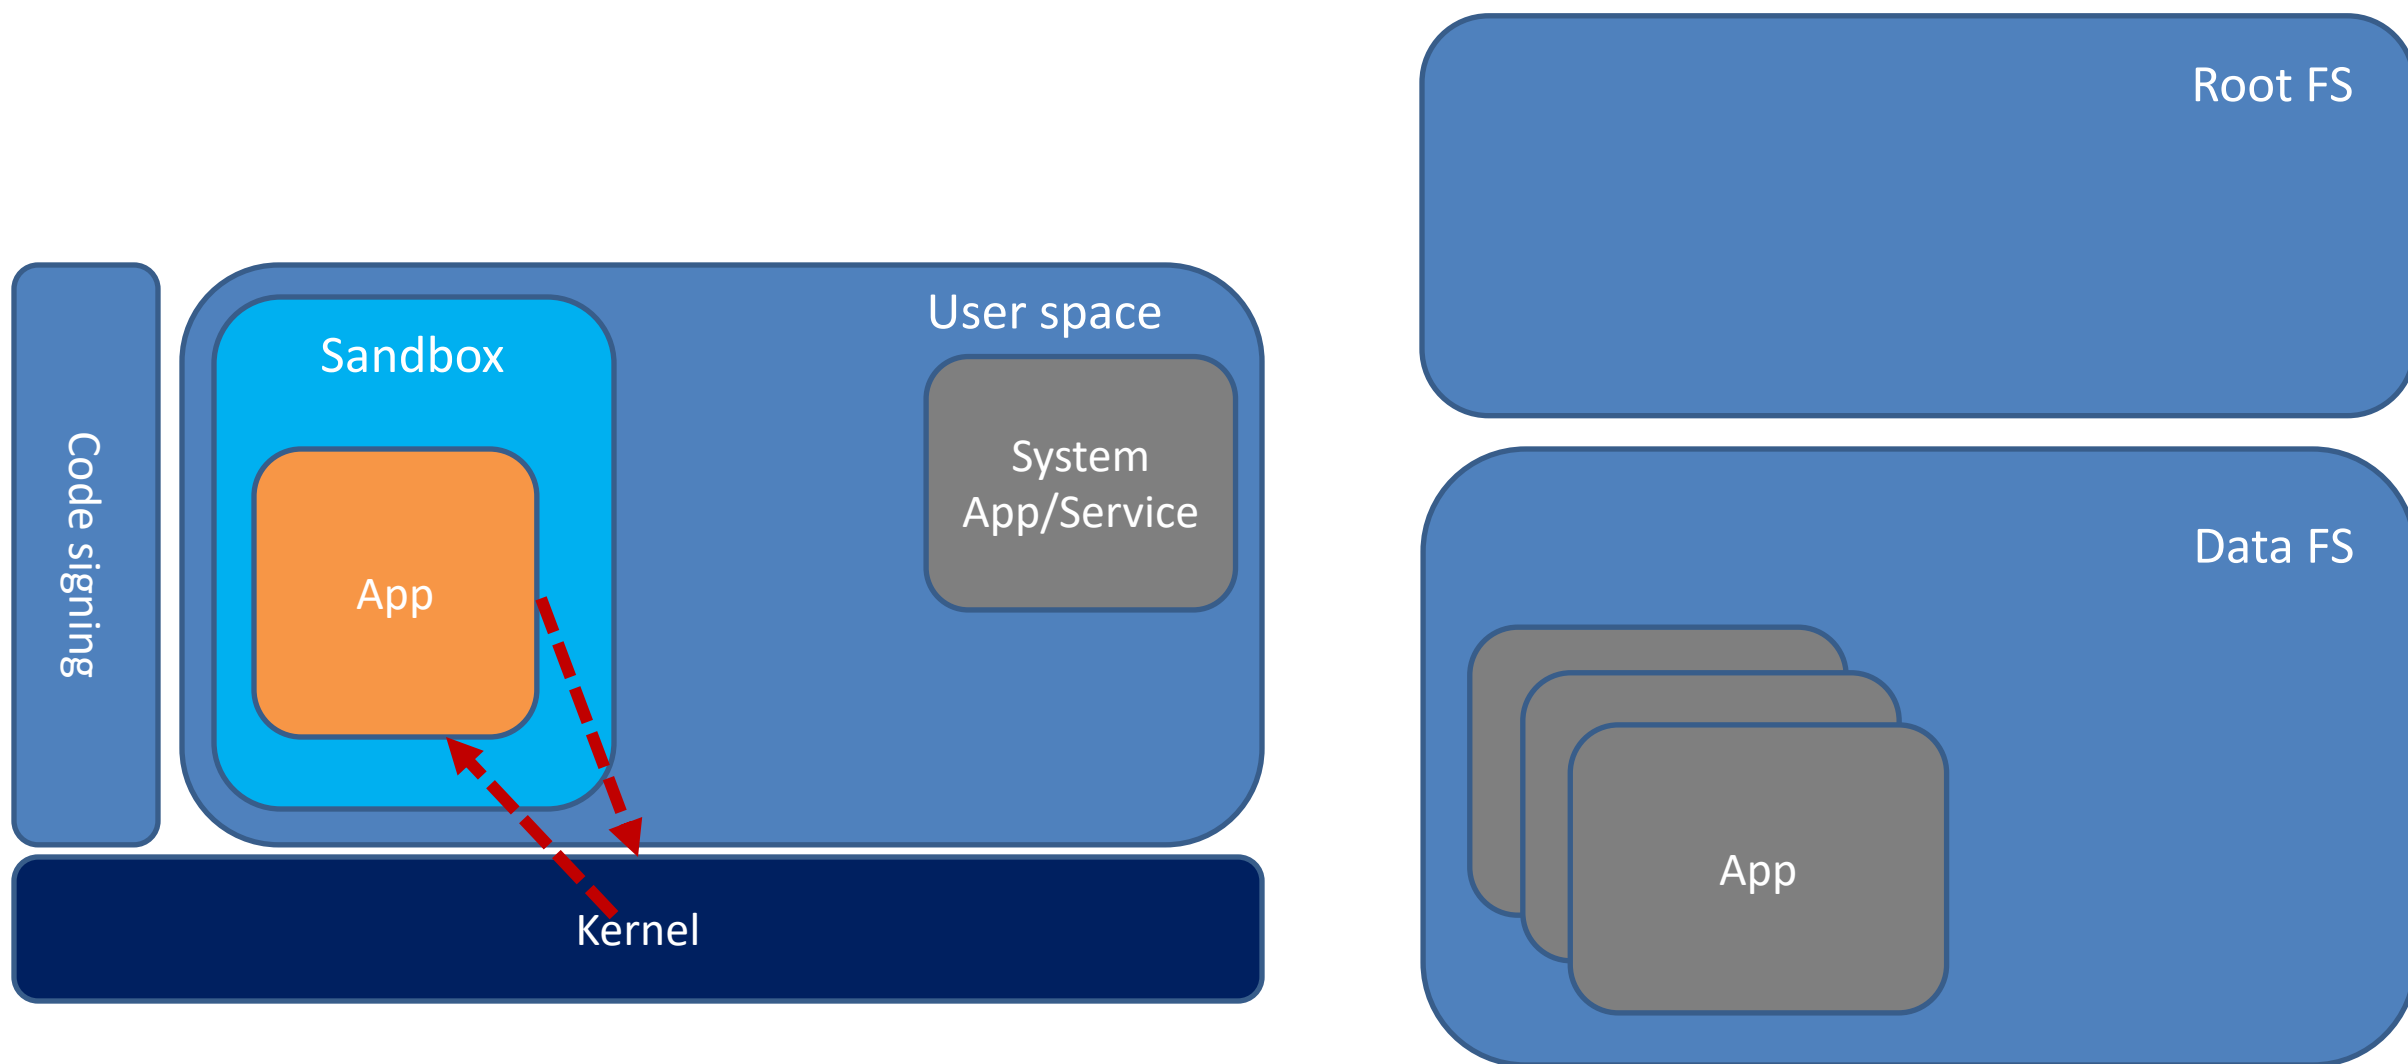 Code signing
Sandbox
App
User space
System
App/Service
Kernel
Root FS
Data FS
App